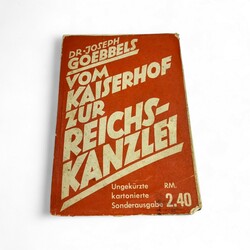 DR. JOSEPH
GOEBBELS
VOM
KAISERHOF
ZUR
REICHS-
KANZLEI
Ungekürzte RM.
kartonierte
Sonderausgabe 2.40